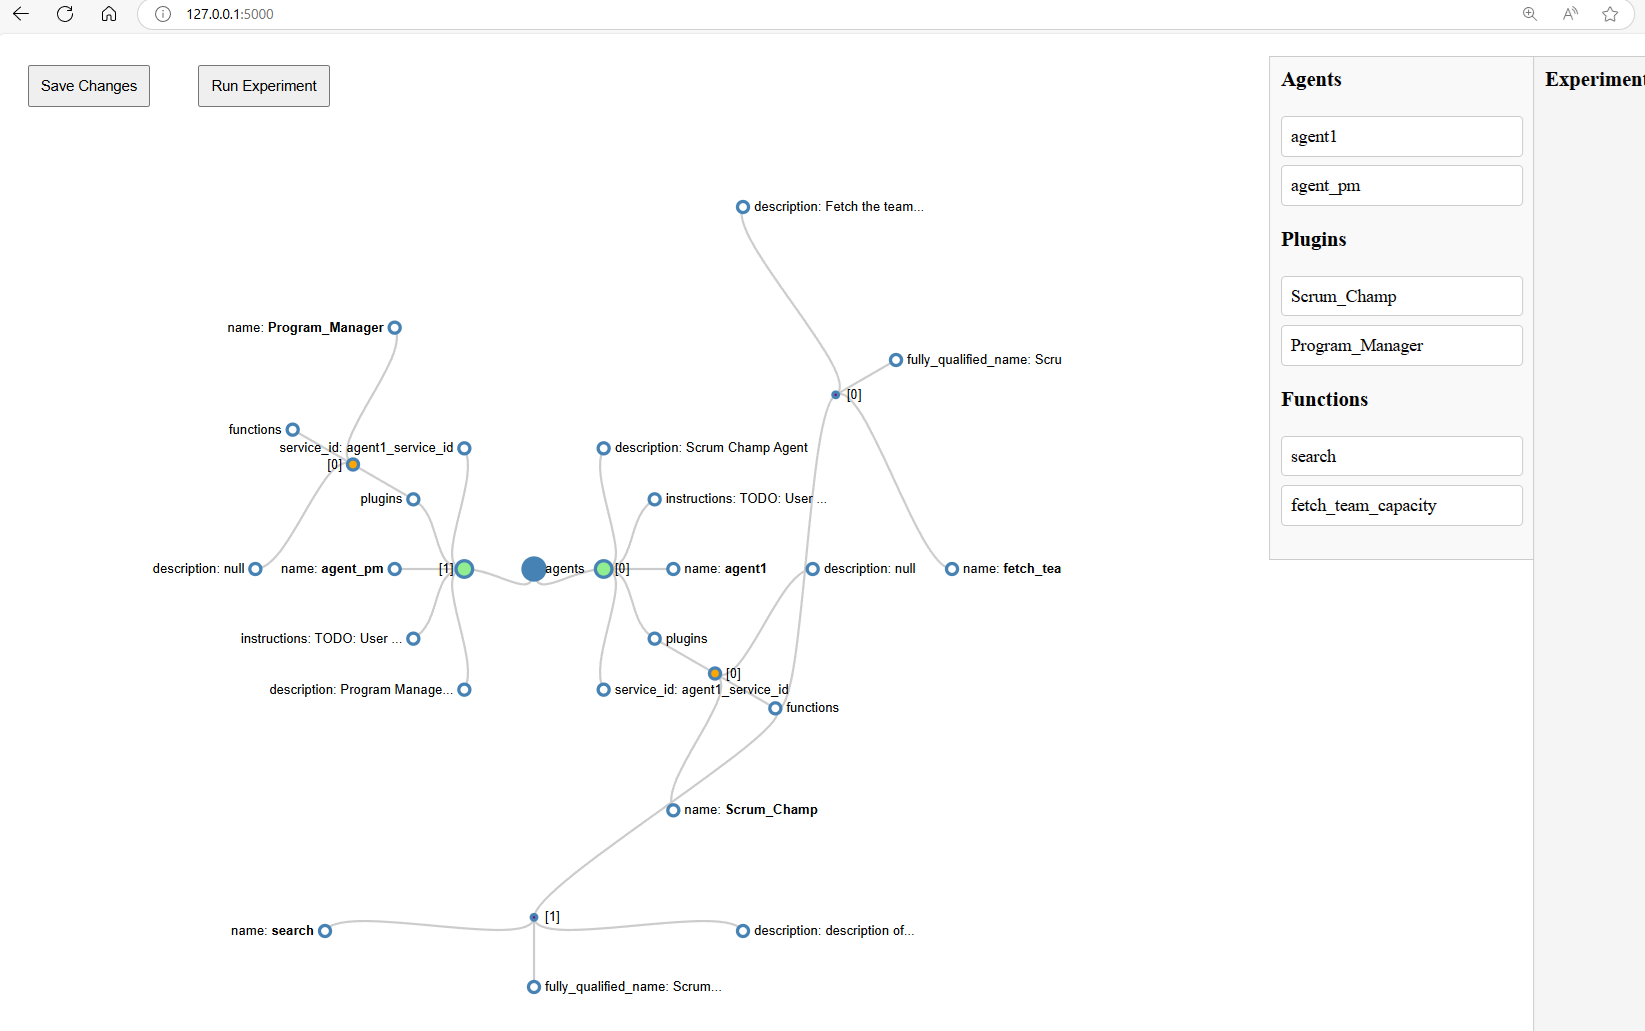 127.0.0.1:5000
Save Changes
Run Experiment
Agents
agent1
agent_pm
Plugins
Scrum_Champ
Program_Manager
Functions
search
fetch_team_capacity
Experiment
description: Fetch the team...
name: Program_Manager
fully_qualified_name: Scru
[0]
functions
service_id: agent1_service_id
description: Scrum Champ Agent
[0]
plugins
instructions: TODO: User ...
description: null
name: agent_pm
[1]
agents
[0]
name: agent1
description: null
name: fetch_tea
instructions: TODO: User ...
plugins
[0]
description: Program Manage...
service_id: agent1_service_id
functions
name: Scrum_Champ
[1]
name: search
description: description of...
fully_qualified_name: Scrum...